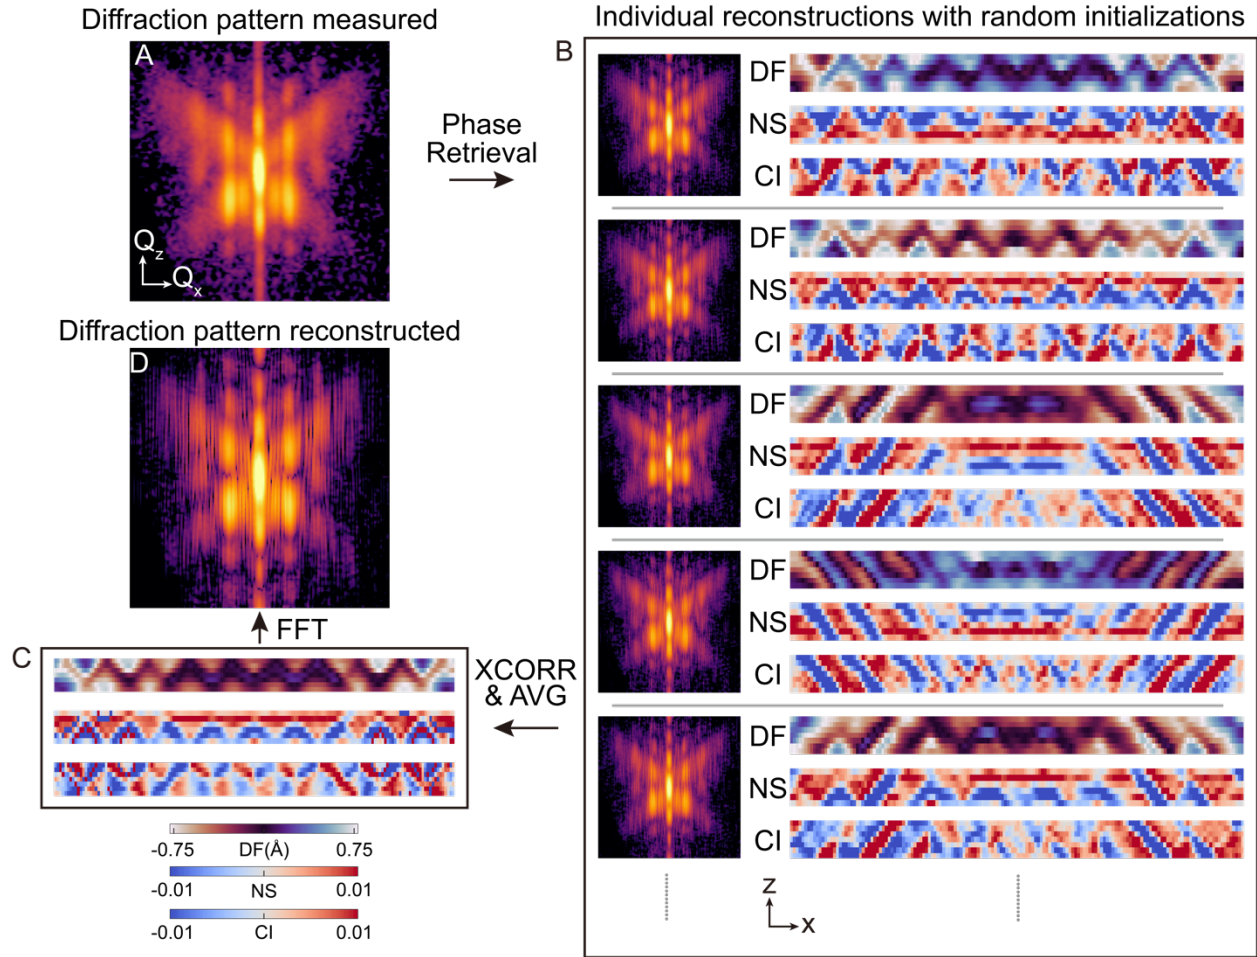 Diffraction pattern measured
A
Qz
Qx
Phase
Retrieval
Individual reconstructions with random initializations
B
DF
NS
CI
DF
NS
CI
DF
NS
CI
DF
NS
CI
DF
NS
CI
z
x
XCORR
& AVG
Diffraction pattern reconstructed
D
FFT
C
-0.75 DF(Å) 0.75
-0.01 NS 0.01
-0.01 CI 0.01